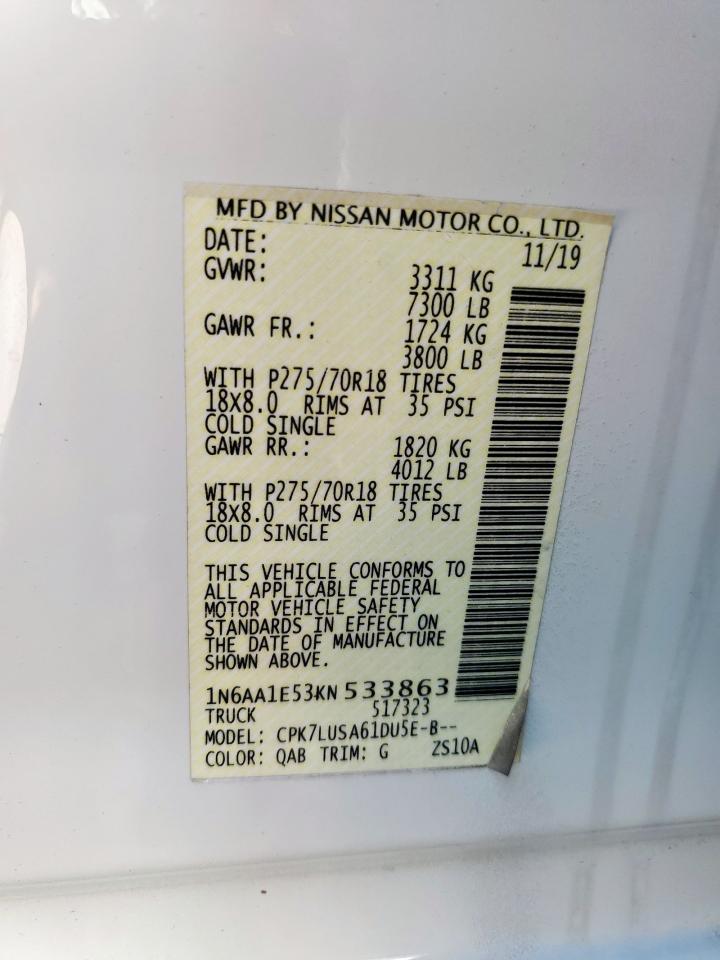 MFD BY NISSAN MOTOR CO., LTD.
DATE: 11/19
GVWR: 3311 KG
7300 LB
GAWR FR.: 1724 KG
3800 LB
WITH P275/70R18 TIRES
18X8.0 RIMS AT 35 PSI
COLD SINGLE
GAWR RR.: 1820 KG
4012 LB
WITH P275/70R18 TIRES
18X8.0 RIMS AT 35 PSI
COLD SINGLE
THIS VEHICLE CONFORMS TO
ALL APPLICABLE FEDERAL
MOTOR VEHICLE SAFETY
STANDARDS IN EFFECT ON
THE DATE OF MANUFACTURE
SHOWN ABOVE.
1N6AA1E53KN 533863
TRUCK 517323
MODEL: CPK7LUSA61DU5E-B--
COLOR: QAB TRIM: G ZS10A